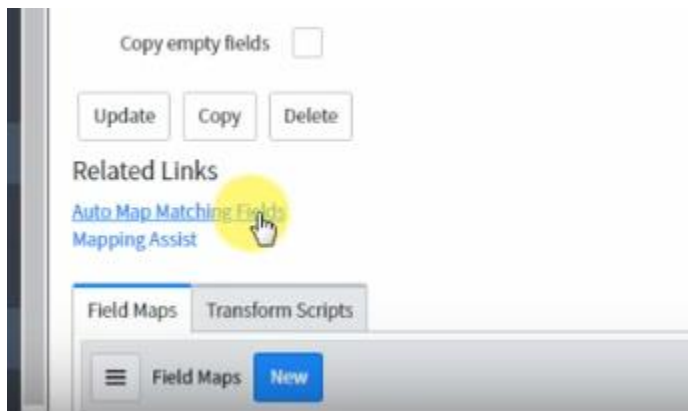 Copy empty fields
Update Copy Delete
Related Links
Auto Map Matching Fields
Mapping Assist
Field Maps Transform Scripts
Field Maps New